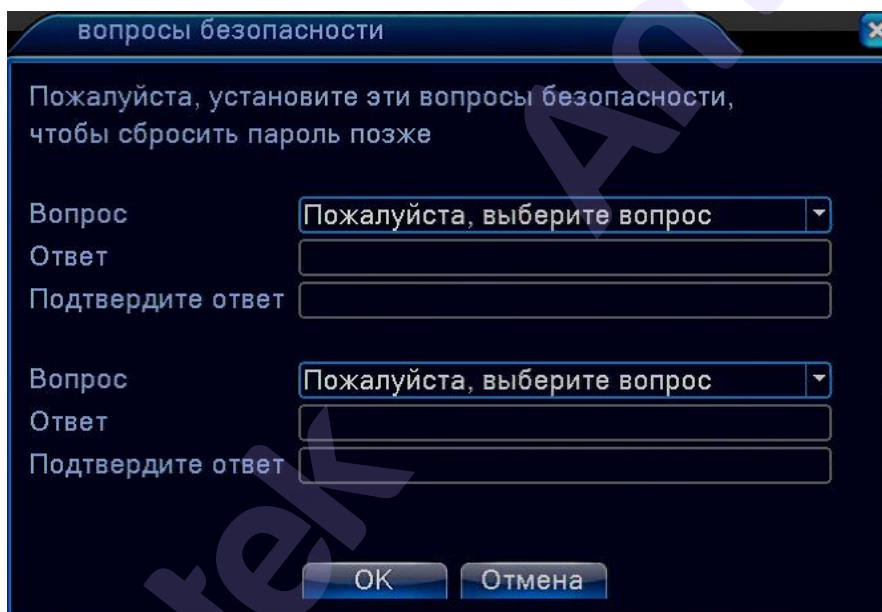 вопросы безопасности
Пожалуйста, установите эти вопросы безопасности,
чтобы сбросить пароль позже
Вопрос Пожалуйста, выберите вопрос
Ответ
Подтвердите ответ
Вопрос Пожалуйста, выберите вопрос
Ответ
Подтвердите ответ
OK Отмена